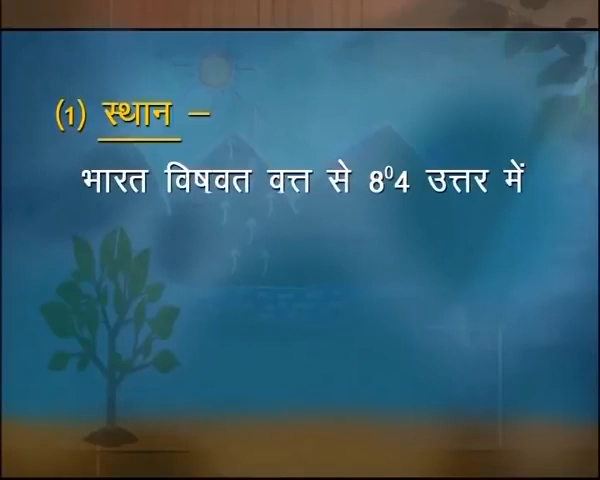 (1) स्थान –
भारत विषवत वत्त से 8⁰4 उत्तर में